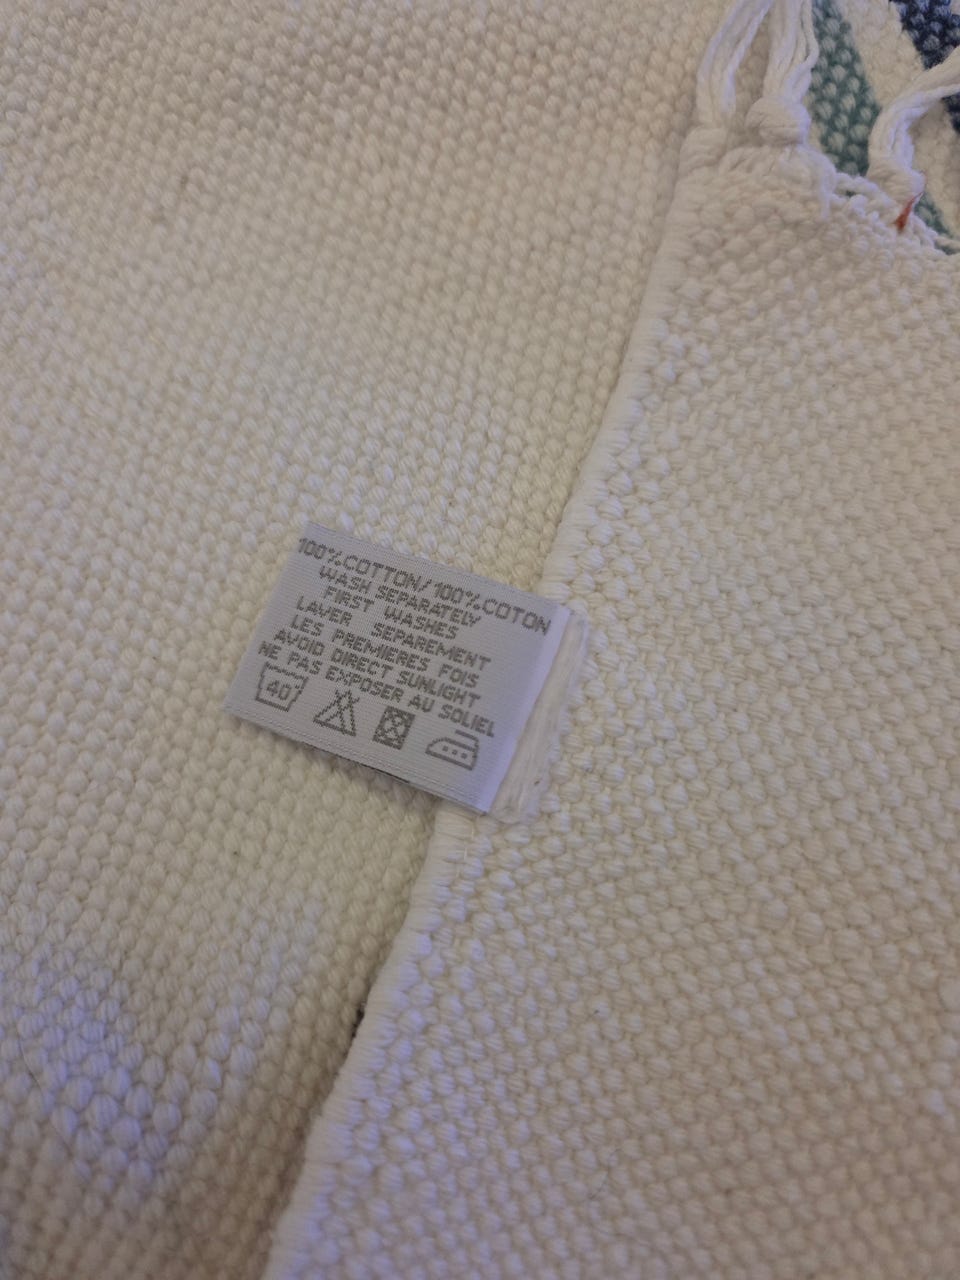 100%COTTON/100%COTON
WASH SEPARATELY
FIRST WASHES
LAVER SEPAREMENT
LES PREMIERES FOIS
AVOID DIRECT SUNLIGHT
NE PAS EXPOSER AU SOLIEL
40°